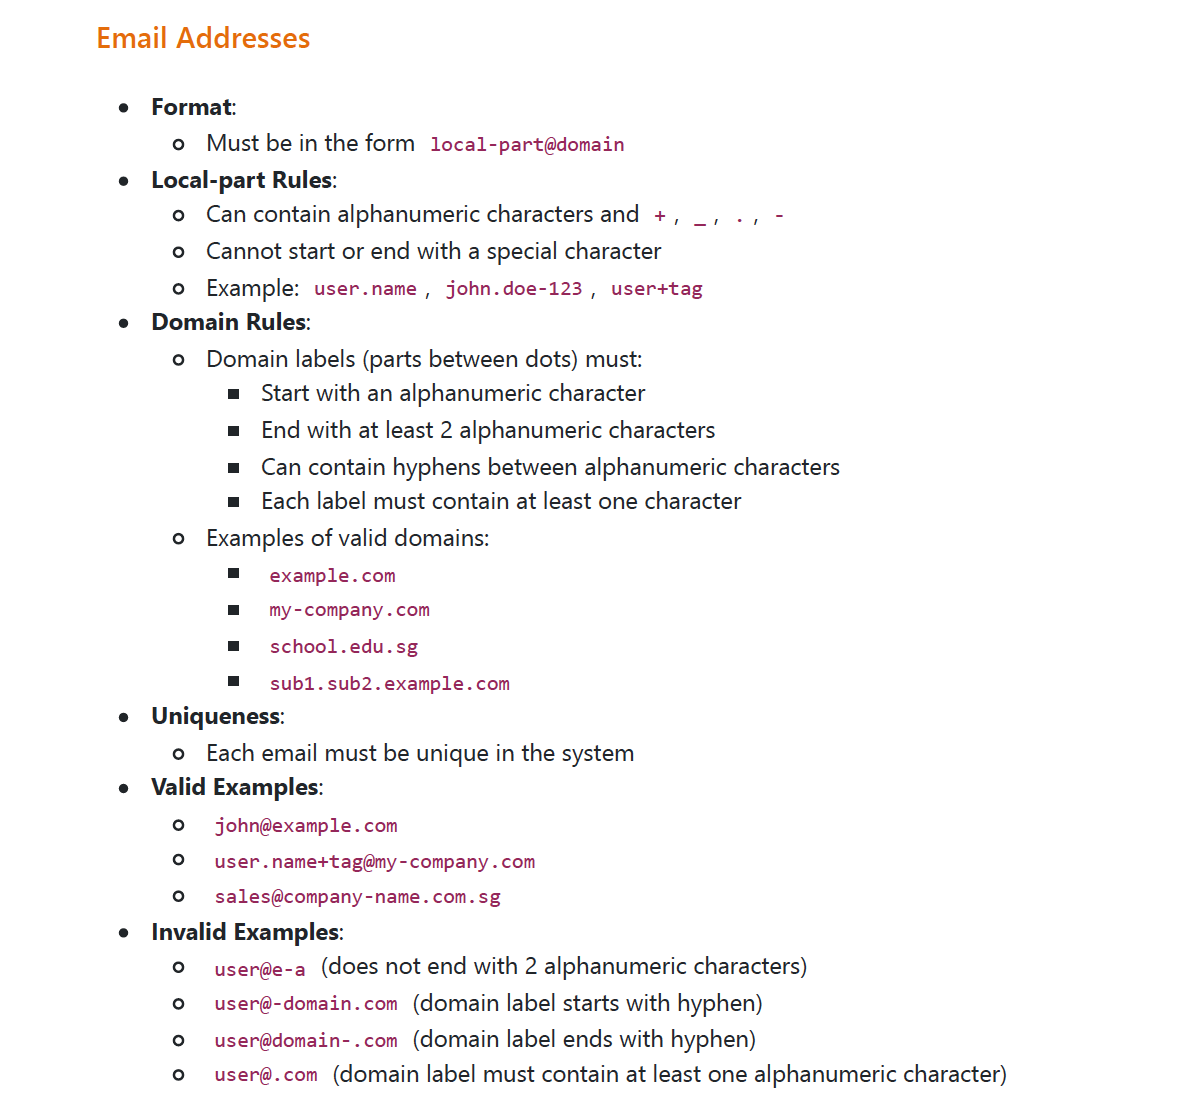 Email Addresses
Format:
Must be in the form local-part@domain
Local-part Rules:
Can contain alphanumeric characters and +, _, ., -
Cannot start or end with a special character
Example: user.name, john.doe-123, user+tag
Domain Rules:
Domain labels (parts between dots) must:
Start with an alphanumeric character
End with at least 2 alphanumeric characters
Can contain hyphens between alphanumeric characters
Each label must contain at least one character
Examples of valid domains:
example.com
my-company.com
school.edu.sg
sub1.sub2.example.com
Uniqueness:
Each email must be unique in the system
Valid Examples:
john@example.com
user.name+tag@my-company.com
sales@company-name.com.sg
Invalid Examples:
user@e-a (does not end with 2 alphanumeric characters)
user@-domain.com (domain label starts with hyphen)
user@domain-.com (domain label ends with hyphen)
user@.com (domain label must contain at least one alphanumeric character)